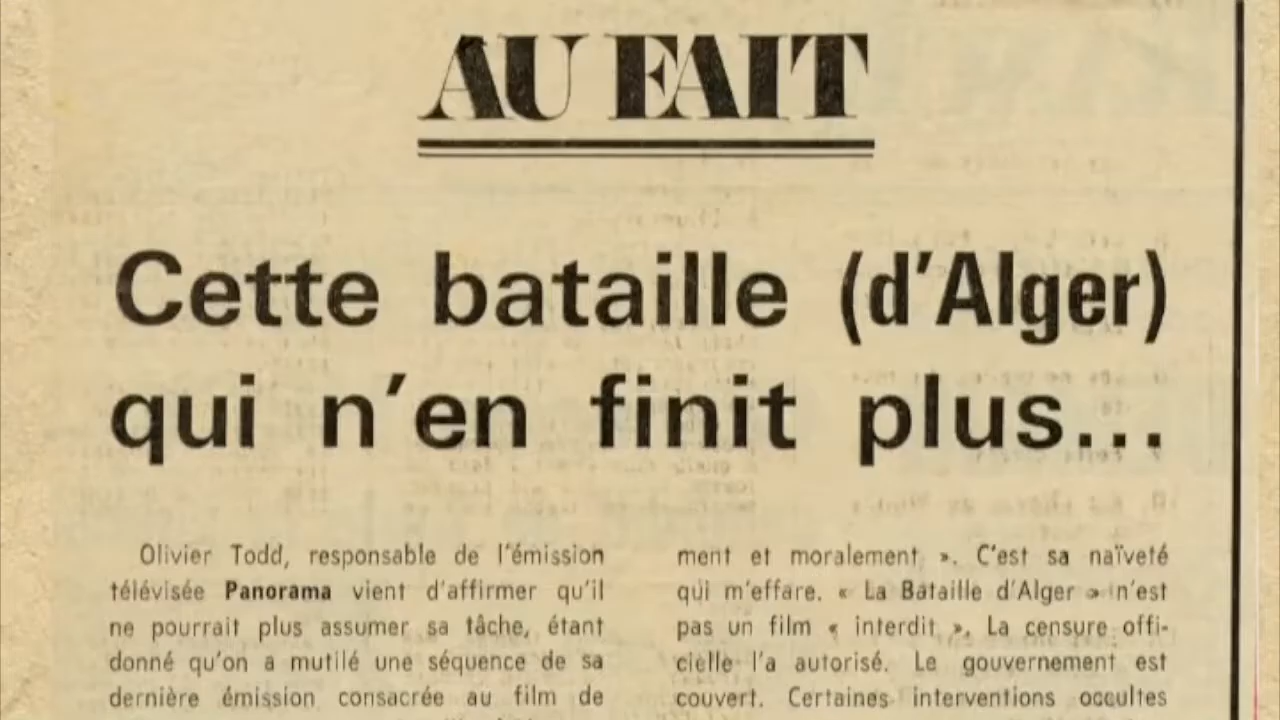 AU FAIT
Cette bataille (d'Alger)
qui n'en finit plus...
Olivier Todd, responsable de l'émission
télévisée Panorama vient d'affirmer qu'il
ne pourrait plus assumer sa tâche, étant
donné qu'on a mutilé une séquence de sa
dernière émission consacrée au film de
ment et moralement ». C'est sa naïveté
qui m'effare. « La Bataille d'Alger » n'est
pas un film « interdit ». La censure offi-
cielle l'a autorisé. Le gouvernement est
couvert. Certaines interventions occultes